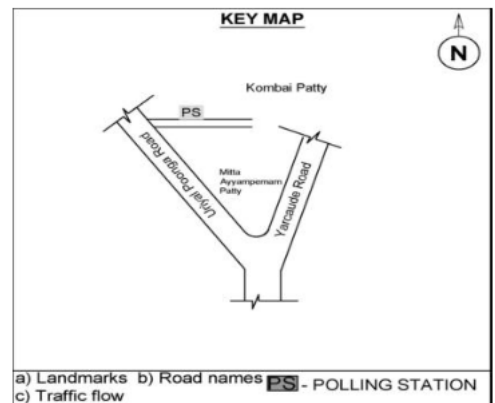 KEY MAP
N
Kombai Patty
PS
Uriyal Poonga Road
Mitta
Ayyampemam
Patty
Yarcaude Road
a) Landmarks b) Road names PS - POLLING STATION
c) Traffic flow